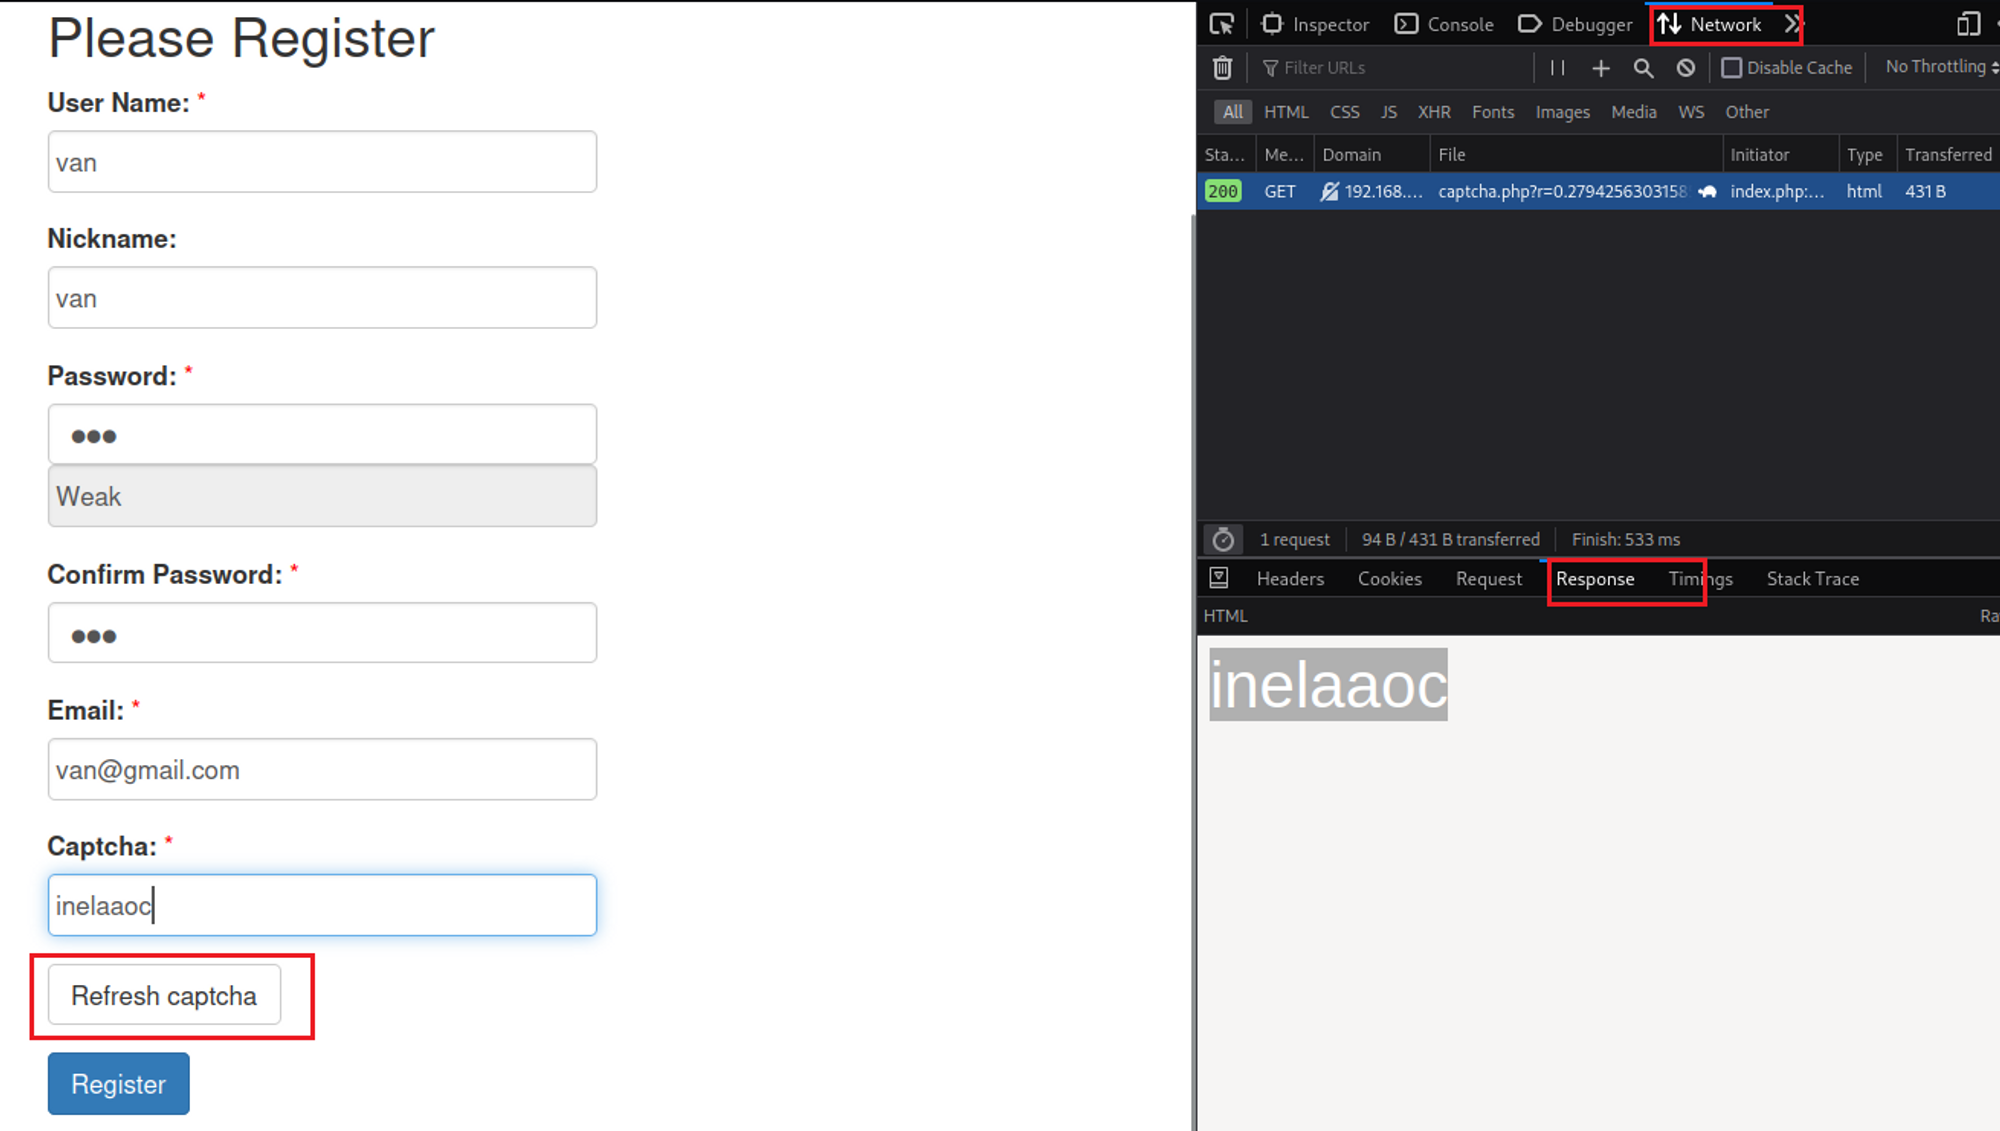 Please Register
User Name: *
van
Nickname:
van
Password: *
Weak
Confirm Password: *
Email: *
van@gmail.com
Captcha: *
inelaaoc
Refresh captcha
Register
Inspector Console Debugger Network
Filter URLs Disable Cache No Throttling
All HTML CSS JS XHR Fonts Images Media WS Other
Sta... Me... Domain File Initiator Type Transferred
200 GET 192.168.... captcha.php?r=0.2794256303158 index.php:... html 431 B
1 request 94 B / 431 B transferred Finish: 533 ms
Headers Cookies Request Response Timings Stack Trace
HTML Ra
inelaaoc